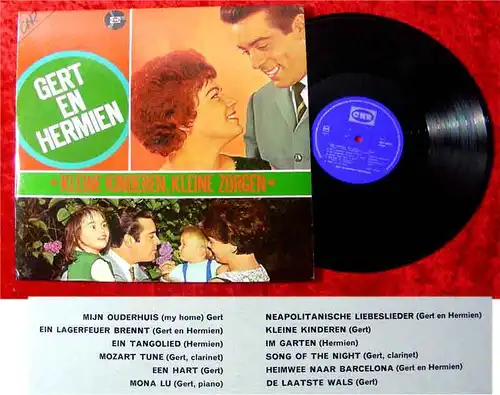 CNR
GERT
EN
HERMIEN
*KLEINE KINDEREN, KLEINE ZORGEN*
CNR
MIJN OUDERHUIS (my home) Gert
EIN LAGERFEUER BRENNT (Gert en Hermien)
EIN TANGOLIED (Hermien)
MOZART TUNE (Gert, clarinet)
EEN HART (Gert)
MONA LU (Gert, piano)
NEAPOLITANISCHE LIEBESLIEDER (Gert en Hermien)
KLEINE KINDEREN (Gert)
IM GARTEN (Hermien)
SONG OF THE NIGHT (Gert, clarinet)
HEIMWEE NAAR BARCELONA (Gert en Hermien)
DE LAATSTE WALS (Gert)